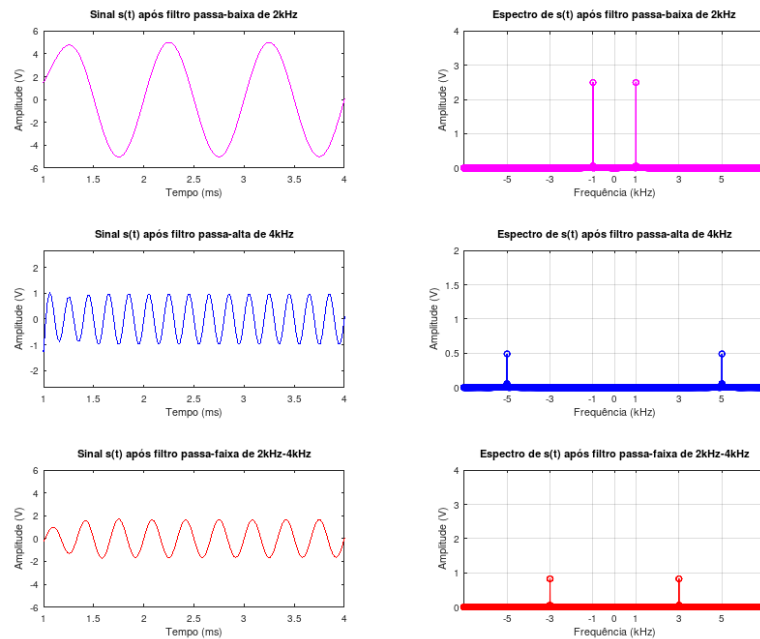 Sinal s(t) após filtro passa-baixa de 2kHz
6
4
2
0
-2
-4
-6
Amplitude (V)
1 1.5 2 2.5 3 3.5 4
Tempo (ms)
Espectro de s(t) após filtro passa-baixa de 2kHz
4
3
2
1
0
Amplitude (V)
-5 -3 -1 0 1 3 5
Frequência (kHz)
Sinal s(t) após filtro passa-alta de 4kHz
2
1
0
-1
-2
Amplitude (V)
1 1.5 2 2.5 3 3.5 4
Tempo (ms)
Espectro de s(t) após filtro passa-alta de 4kHz
2
1.5
1
0.5
0
Amplitude (V)
-5 -3 -1 0 1 3 5
Frequência (kHz)
Sinal s(t) após filtro passa-faixa de 2kHz-4kHz
6
4
2
0
-2
-4
-6
Amplitude (V)
1 1.5 2 2.5 3 3.5 4
Tempo (ms)
Espectro de s(t) após filtro passa-faixa de 2kHz-4kHz
4
3
2
1
0
Amplitude (V)
-5 -3 -1 0 1 3 5
Frequência (kHz)